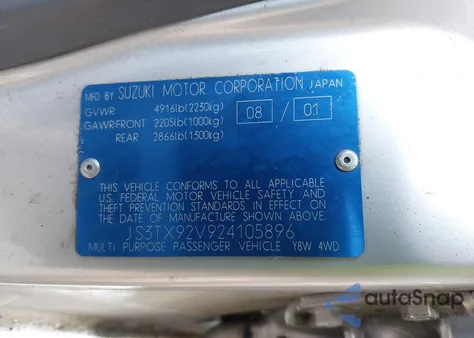 MFD BY SUZUKI MOTOR CORPORATION JAPAN
GVWR 4916lb(2230kg) 08 / 01
GAWR FRONT 2205lb(1000kg)
REAR 2866lb(1300kg)
THIS VEHICLE CONFORMS TO ALL APPLICABLE
U.S. FEDERAL MOTOR VEHICLE SAFETY AND
THEFT PREVENTION STANDARDS IN EFFECT ON
THE DATE OF MANUFACTURE SHOWN ABOVE.
JS3TX92V924105896
MULTI PURPOSE PASSENGER VEHICLE Y8W 4WD
autoSnap